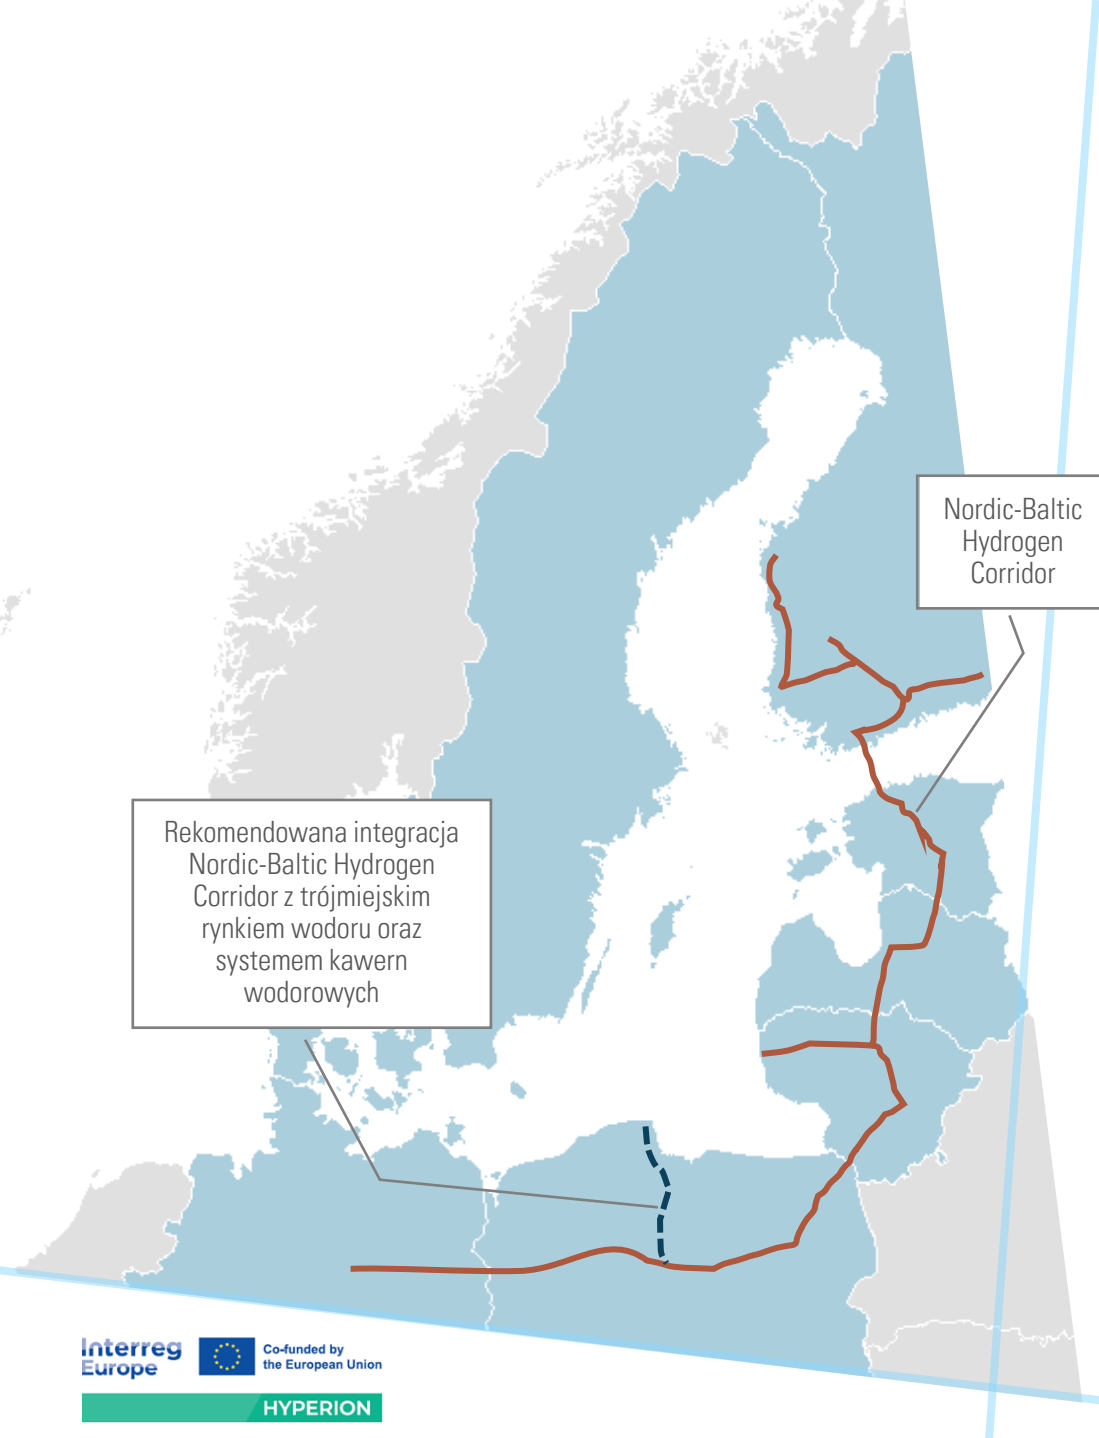 Nordic-Baltic
Hydrogen
Corridor
Rekomendowana integracja
Nordic-Baltic Hydrogen
Corridor z trójmiejskim
rynkiem wodoru oraz
systemem kawern
wodorowych
Interreg
Europe
Co-funded by
the European Union
HYPERION